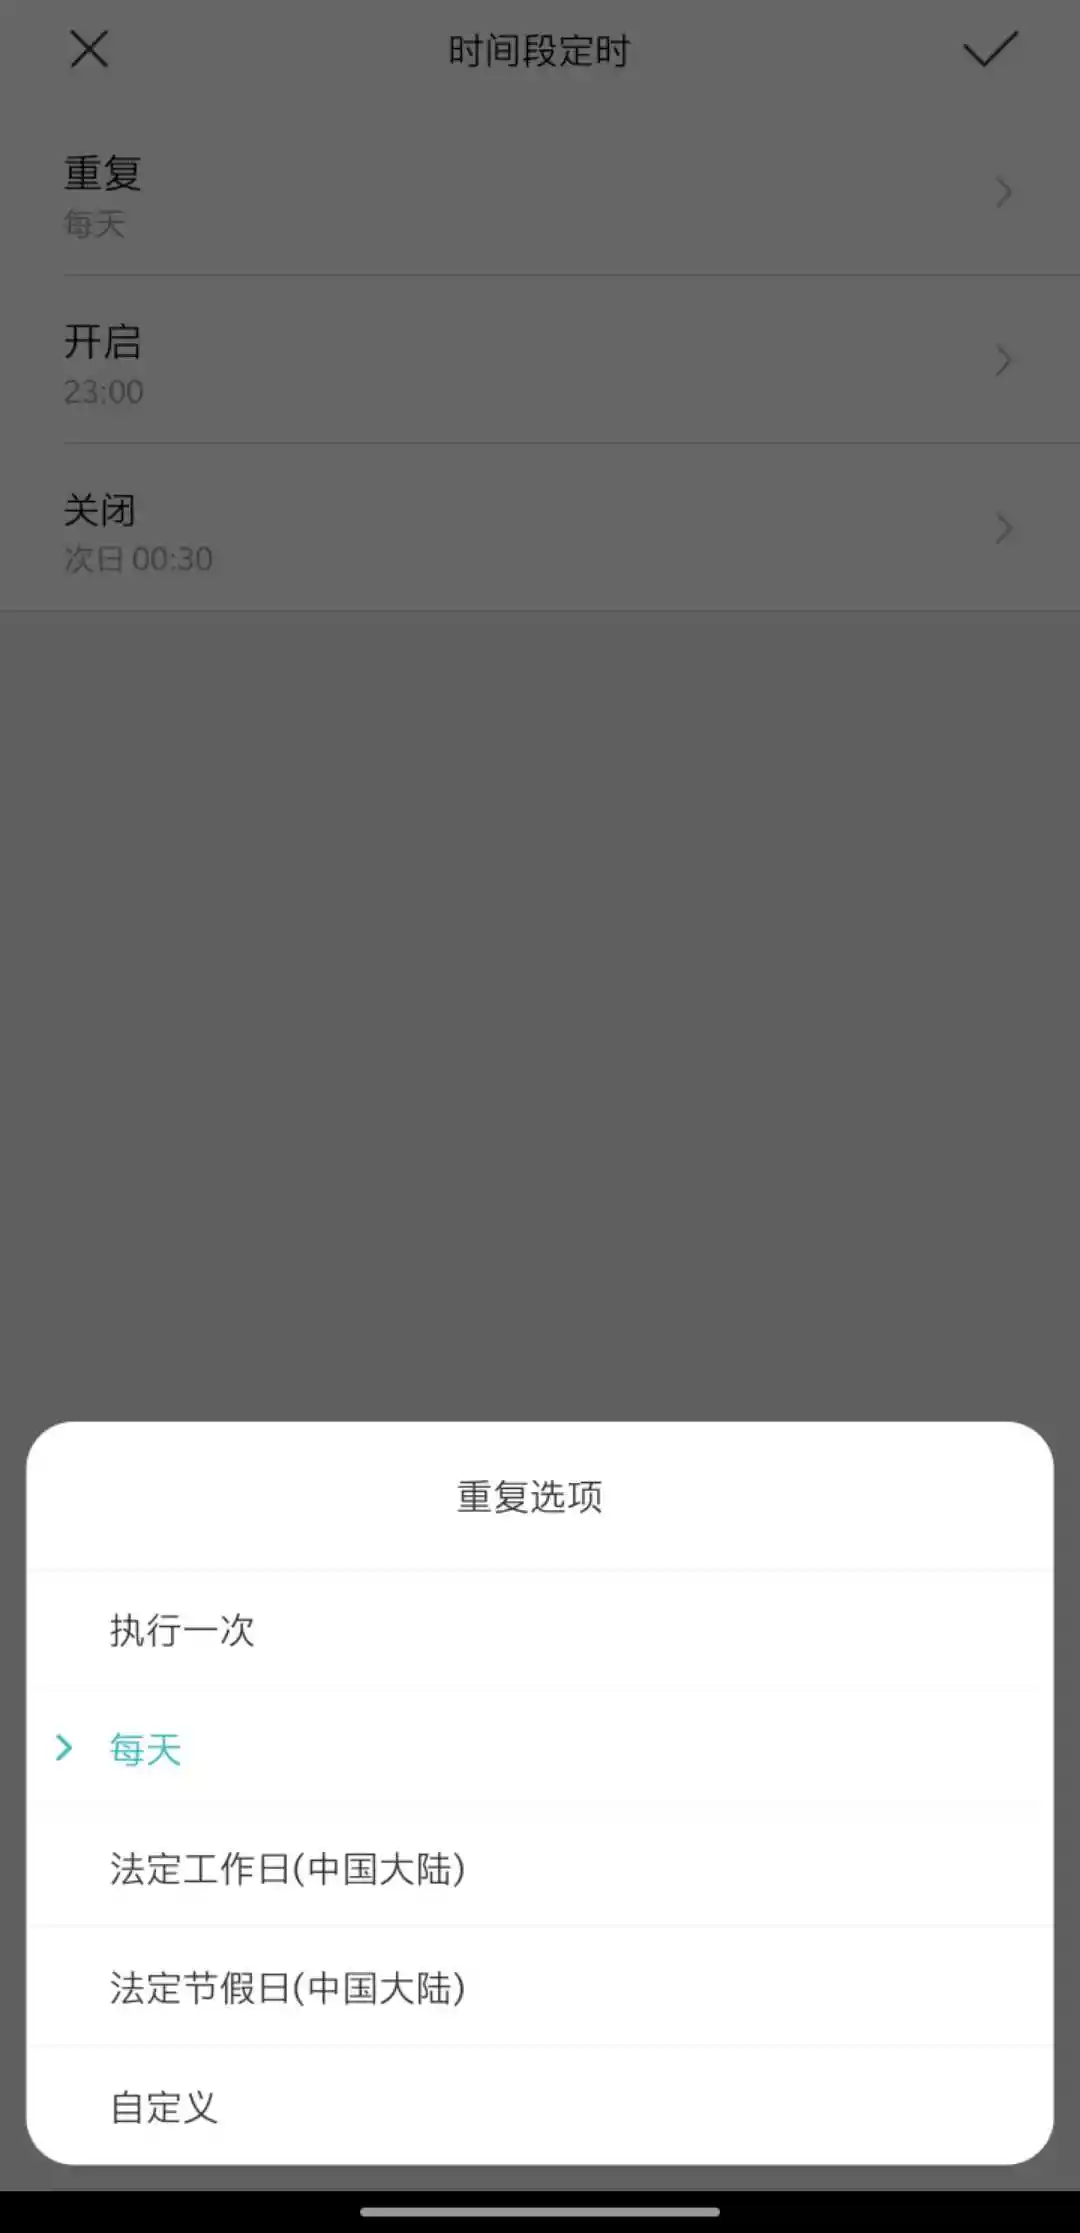 时间段定时
重复
每天
开启
23:00
关闭
次日 00:30
重复选项
执行一次
每天
法定工作日(中国大陆)
法定节假日(中国大陆)
自定义